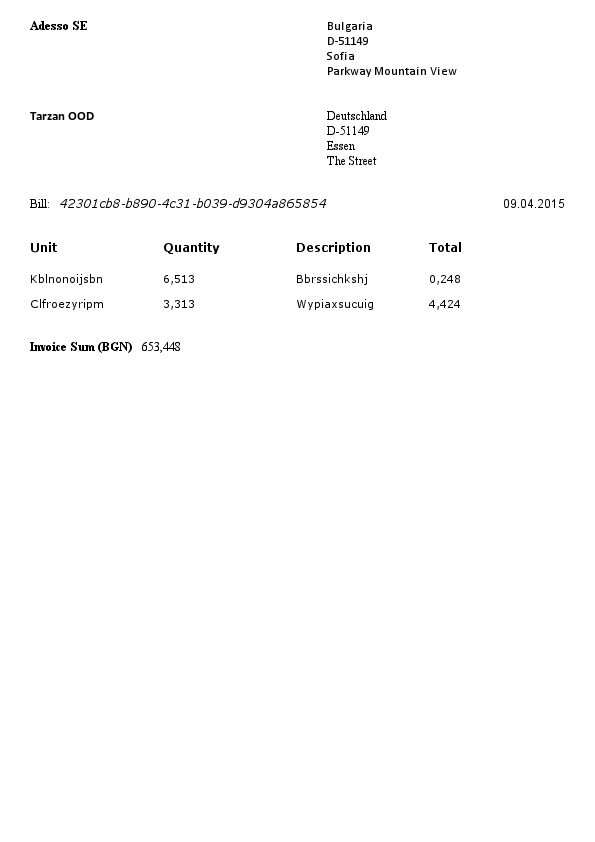 Adesso SE Bulgaria
D-51149
Sofia
Parkway Mountain View
Tarzan OOD Deutschland
D-51149
Essen
The Street
Bill: 42301cb8-b890-4c31-b039-d9304a865854 09.04.2015
Unit Quantity Description Total
Kblnonoijsbn 6,513 Bbrssichkshj 0,248
Clfroezyripm 3,313 Wypiaxsucuig 4,424
Invoice Sum (BGN) 653,448